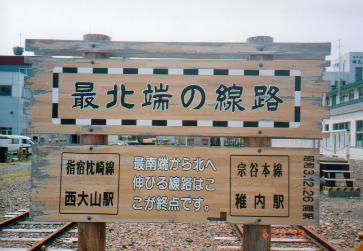 最北端の線路
指宿枕崎線
西大山駅
最南端から北へ
伸びる線路はこ
こが終点です。
宗谷本線
稚内駅